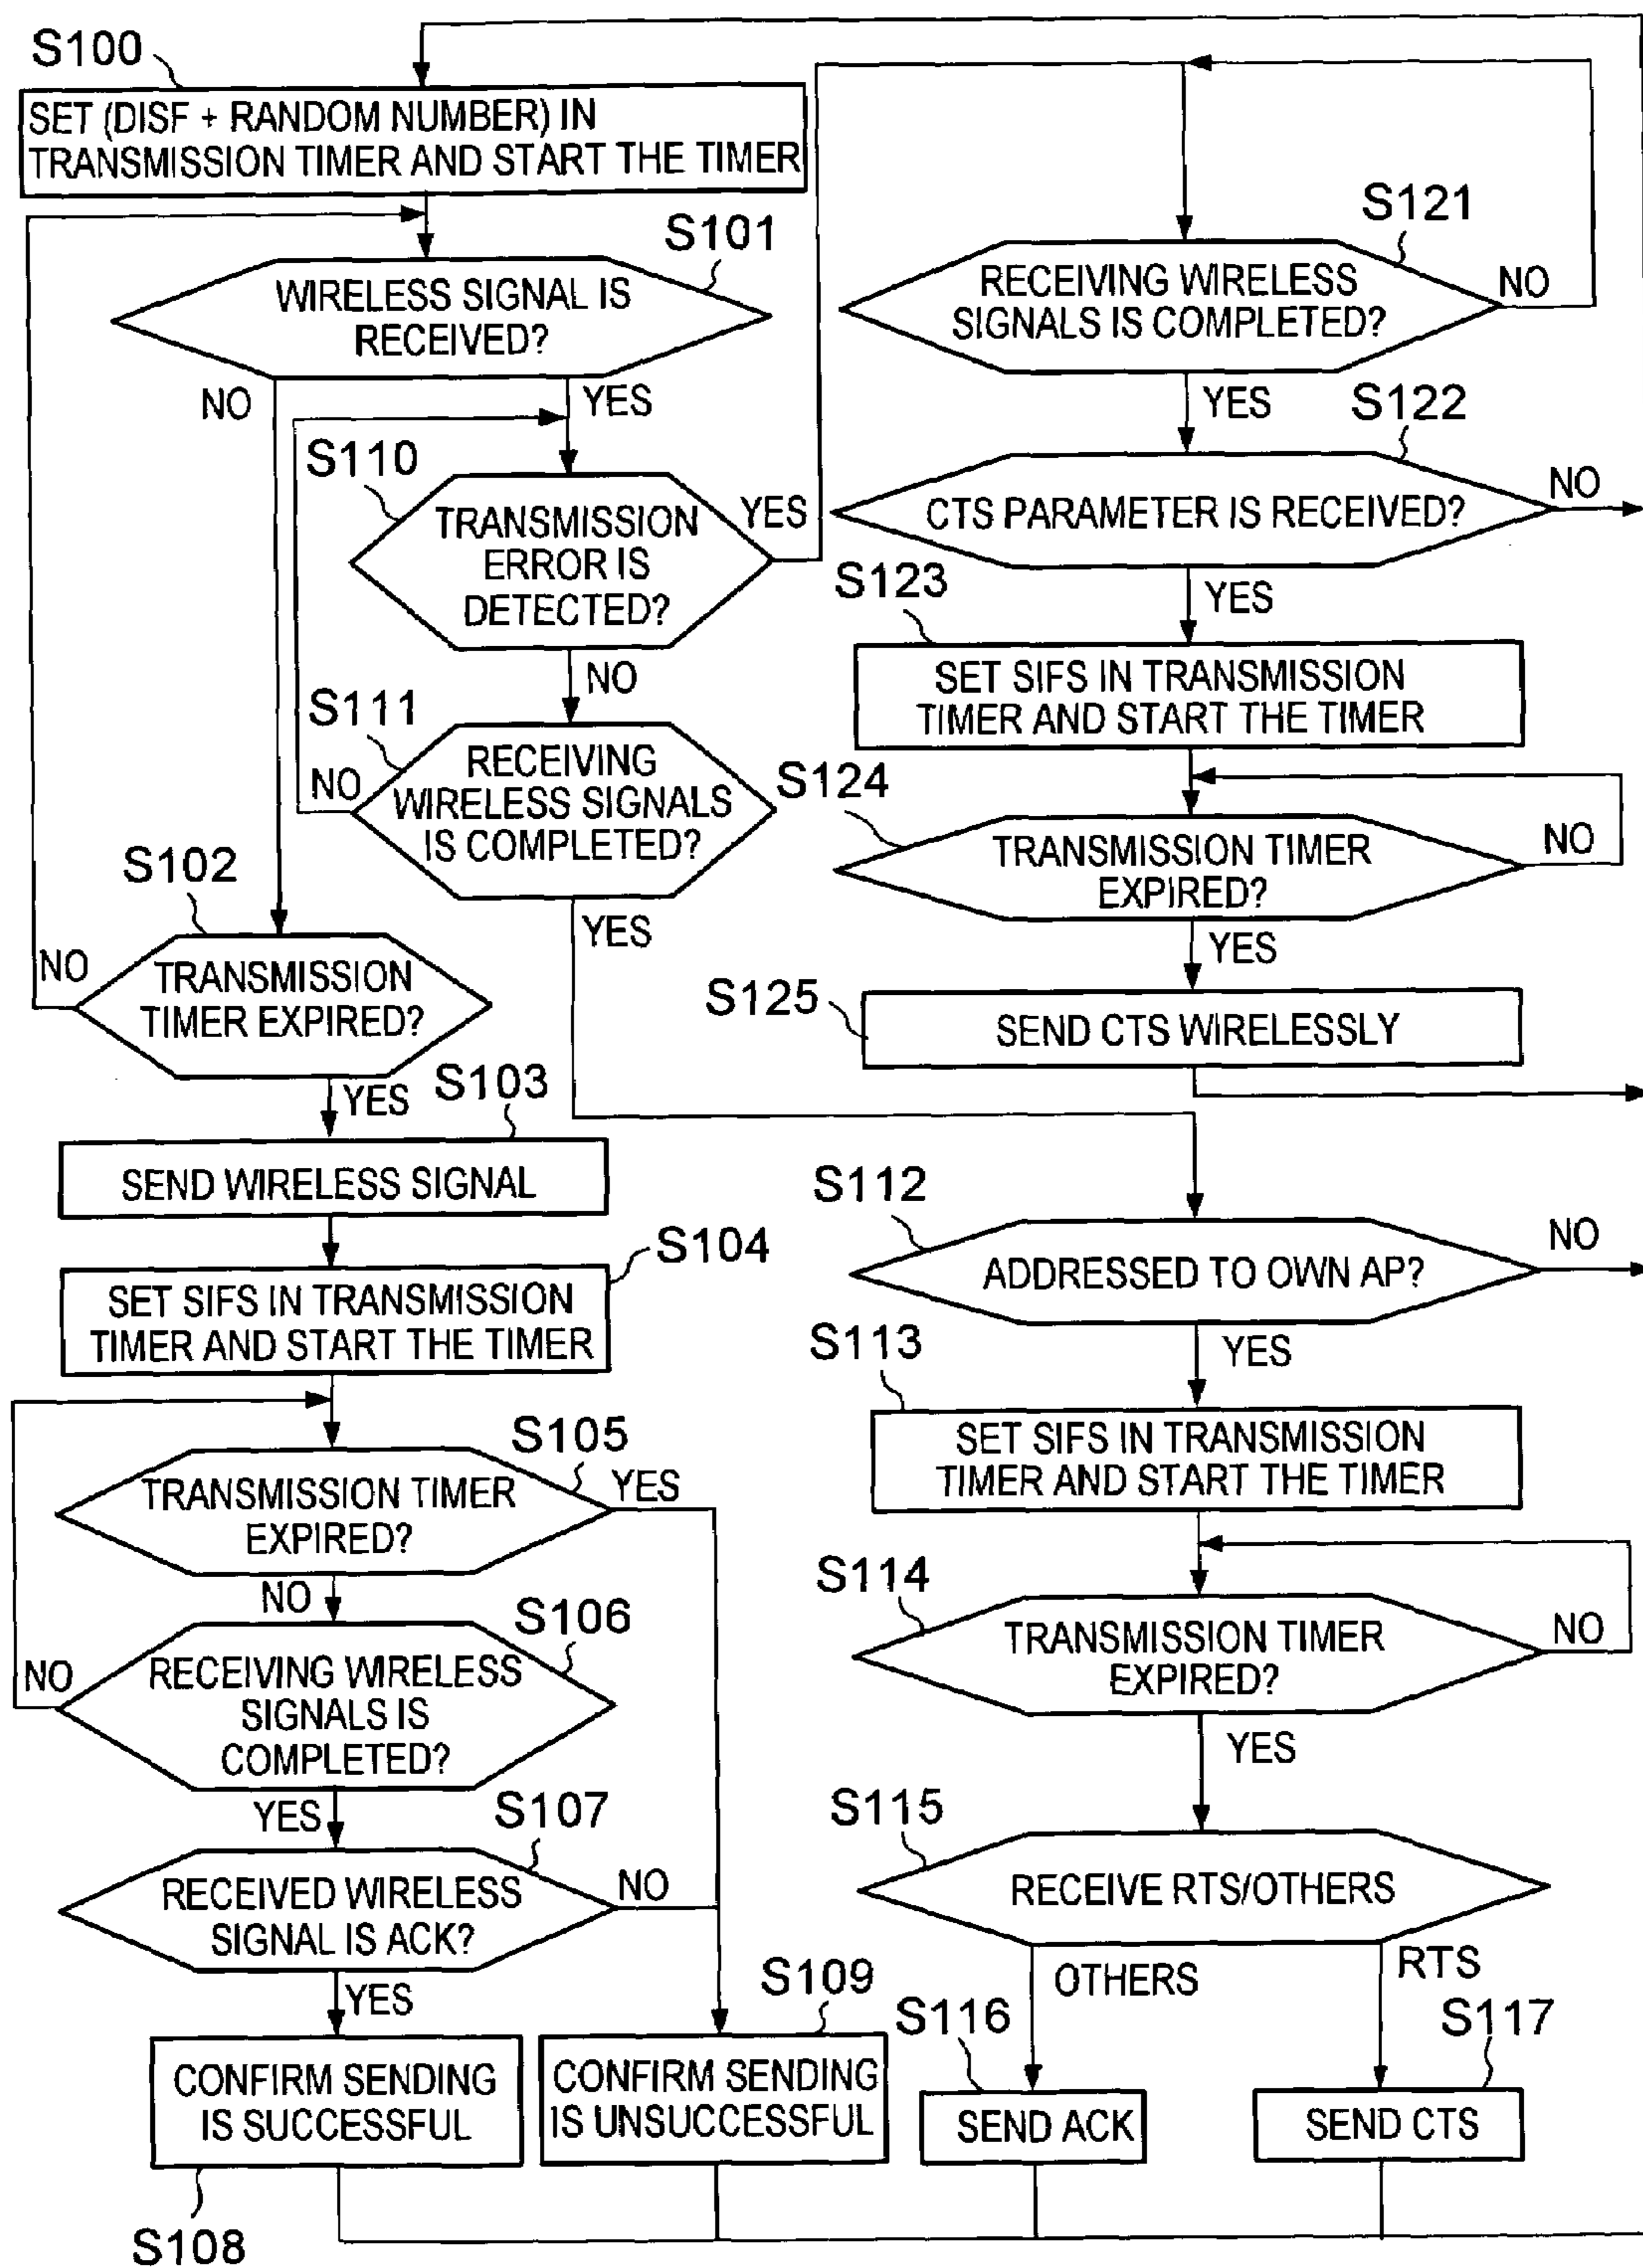 S100
SET (DISF + RANDOM NUMBER) IN
TRANSMISSION TIMER AND START THE TIMER
S101
WIRELESS SIGNAL IS
RECEIVED?
NO
YES
S110
TRANSMISSION
ERROR IS
DETECTED?
YES
NO
S111
RECEIVING
WIRELESS SIGNALS
IS COMPLETED?
NO
YES
S102
TRANSMISSION
TIMER EXPIRED?
NO
YES
S103
SEND WIRELESS SIGNAL
S104
SET SIFS IN TRANSMISSION
TIMER AND START THE TIMER
S105
TRANSMISSION TIMER
EXPIRED?
YES
NO
S106
RECEIVING WIRELESS
SIGNALS IS
COMPLETED?
NO
YES
S107
RECEIVED WIRELESS
SIGNAL IS ACK?
NO
YES
CONFIRM SENDING
IS SUCCESSFUL
S108
S109
CONFIRM SENDING
IS UNSUCCESSFUL
S121
RECEIVING WIRELESS
SIGNALS IS COMPLETED?
NO
YES
S122
CTS PARAMETER IS RECEIVED?
NO
YES
S123
SET SIFS IN TRANSMISSION
TIMER AND START THE TIMER
S124
TRANSMISSION TIMER
EXPIRED?
NO
YES
S125
SEND CTS WIRELESSLY
S112
ADDRESSED TO OWN AP?
NO
YES
S113
SET SIFS IN TRANSMISSION
TIMER AND START THE TIMER
S114
TRANSMISSION TIMER
EXPIRED?
NO
YES
S115
RECEIVE RTS/OTHERS
OTHERS
RTS
S116
SEND ACK
S117
SEND CTS